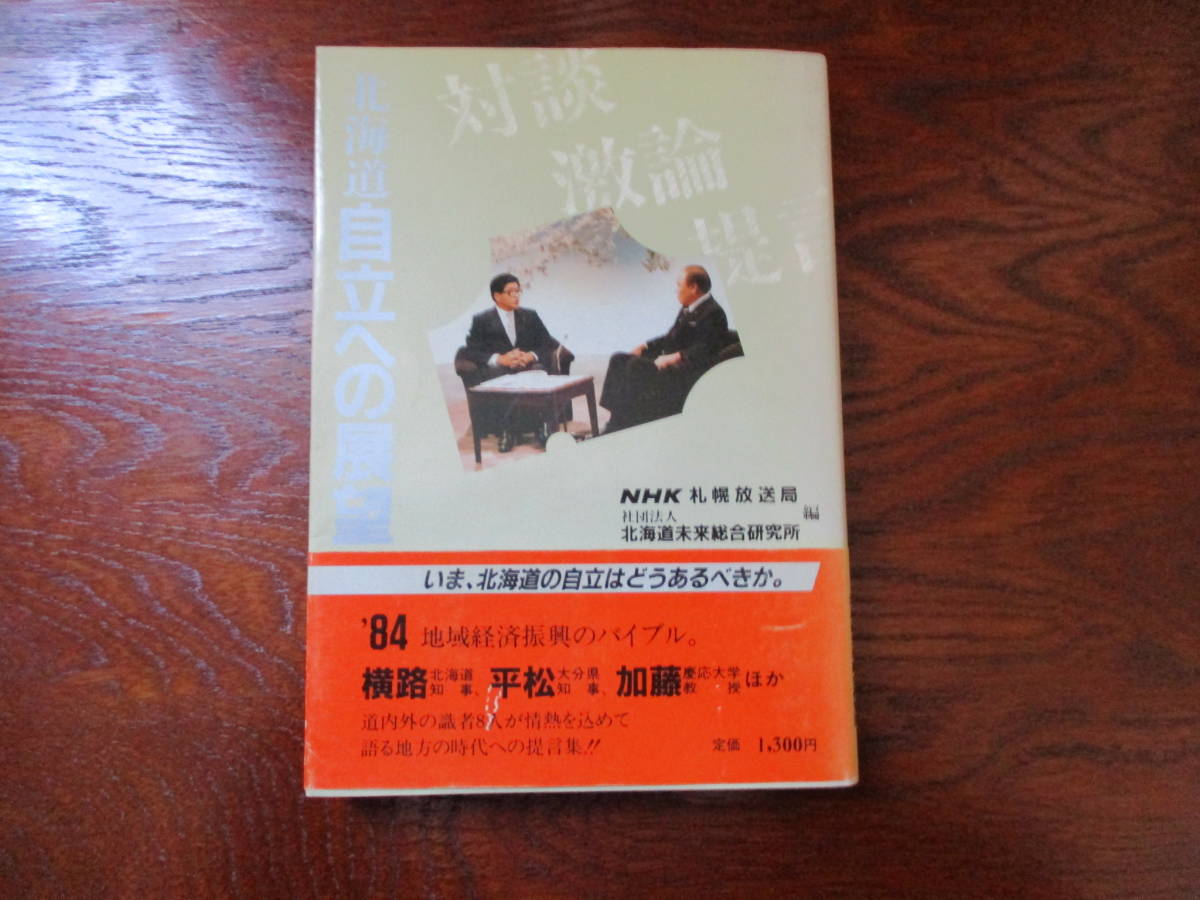 北海道自立への展望
対談
激論
提言
NHK 札幌放送局
社団法人
北海道未来総合研究所
編
いま、北海道の自立はどうあるべきか。
'84 地域経済振興のバイブル。
横路北海道知事、平松大分県知事、加藤慶応大学教授ほか
道内外の識者8人が情熱を込めて
語る地方の時代への提言集!!
定価 1,300円